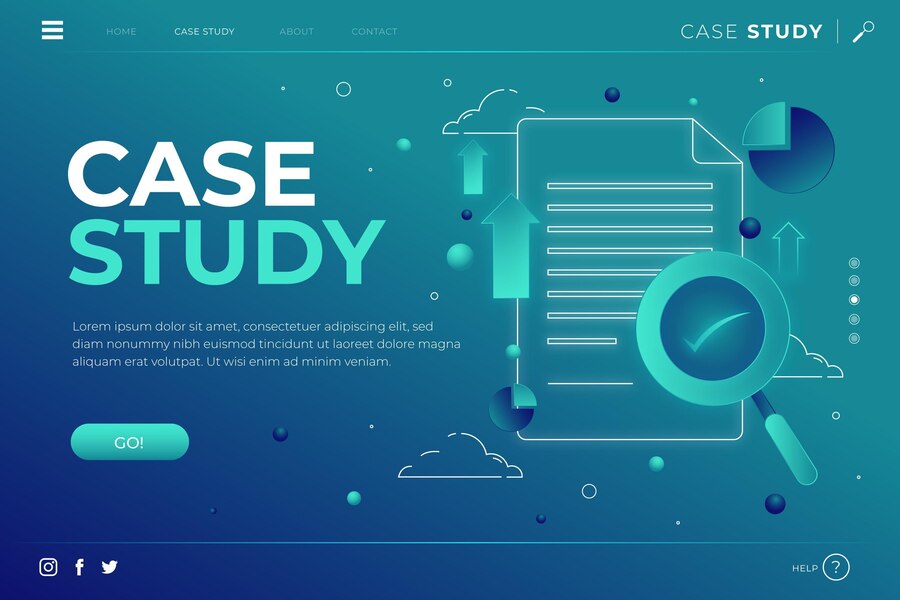 HOME
CASE STUDY
ABOUT
CONTACT
CASE STUDY
CASE
STUDY
Lorem ipsum dolor sit amet, consectetuer adipiscing elit, sed
diam nonummy nibh euismod tincidunt ut laoreet dolore magna
aliquam erat volutpat. Ut wisi enim ad minim veniam.
GO!
HELP ?